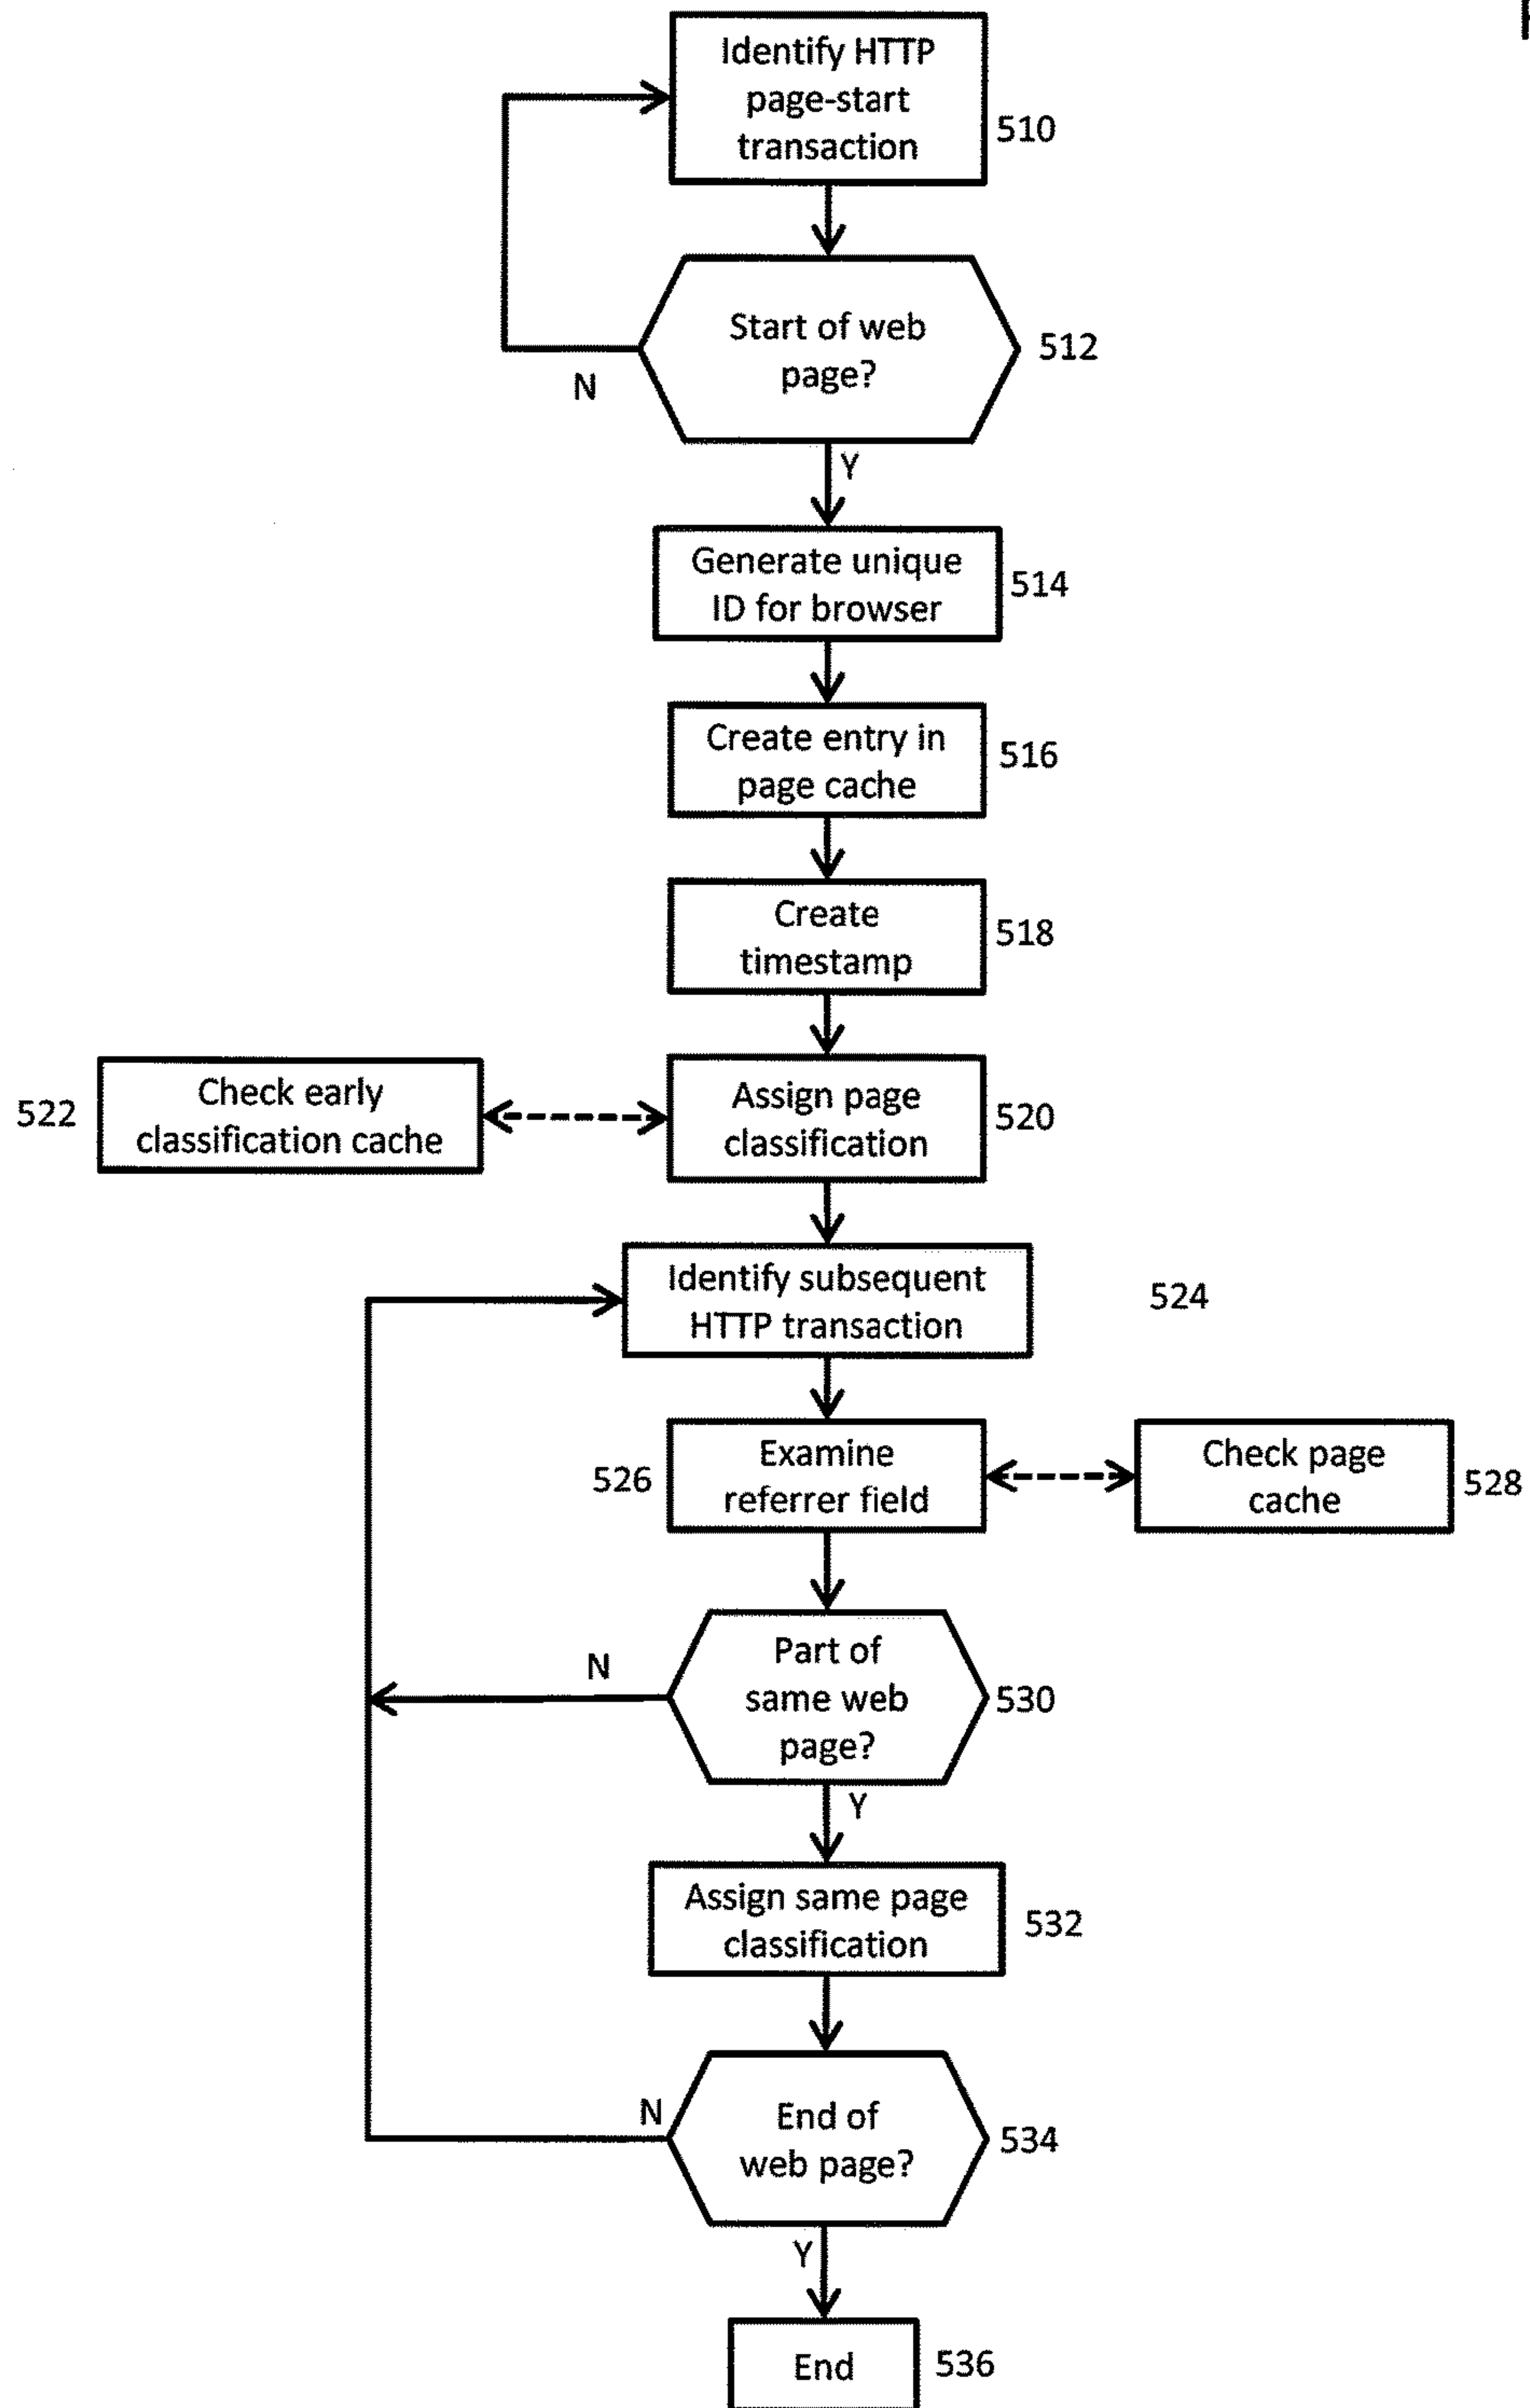 Identify HTTP
page-start
transaction
510
Start of web
page?
512
N
Y
Generate unique
ID for browser
514
Create entry in
page cache
516
Create
timestamp
518
Check early
classification cache
522
Assign page
classification
520
Identify subsequent
HTTP transaction
524
Examine
referrer field
526
Check page
cache
528
Part of
same web
page?
530
N
Y
Assign same page
classification
532
End of
web page?
534
N
Y
End
536